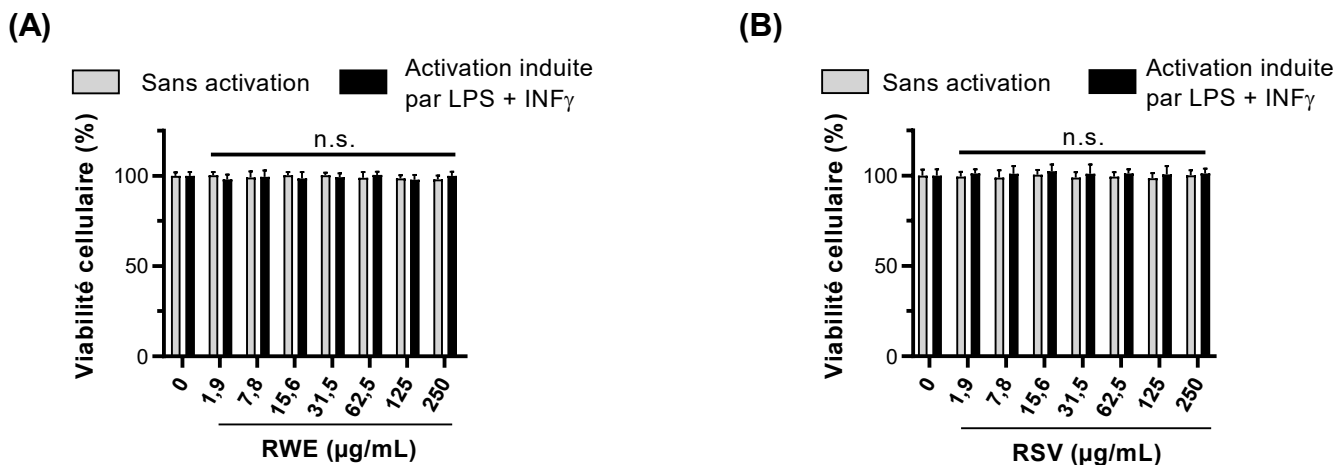 (A)
Sans activation
Activation induite
par LPS + INFγ
n.s.
Viabilité cellulaire (%)
100
50
0
0
1,9
7,8
15,6
31,5
62,5
125
250
RWE (µg/mL)
(B)
Sans activation
Activation induite
par LPS + INFγ
n.s.
Viabilité cellulaire (%)
100
50
0
0
1,9
7,8
15,6
31,5
62,5
125
250
RSV (µg/mL)